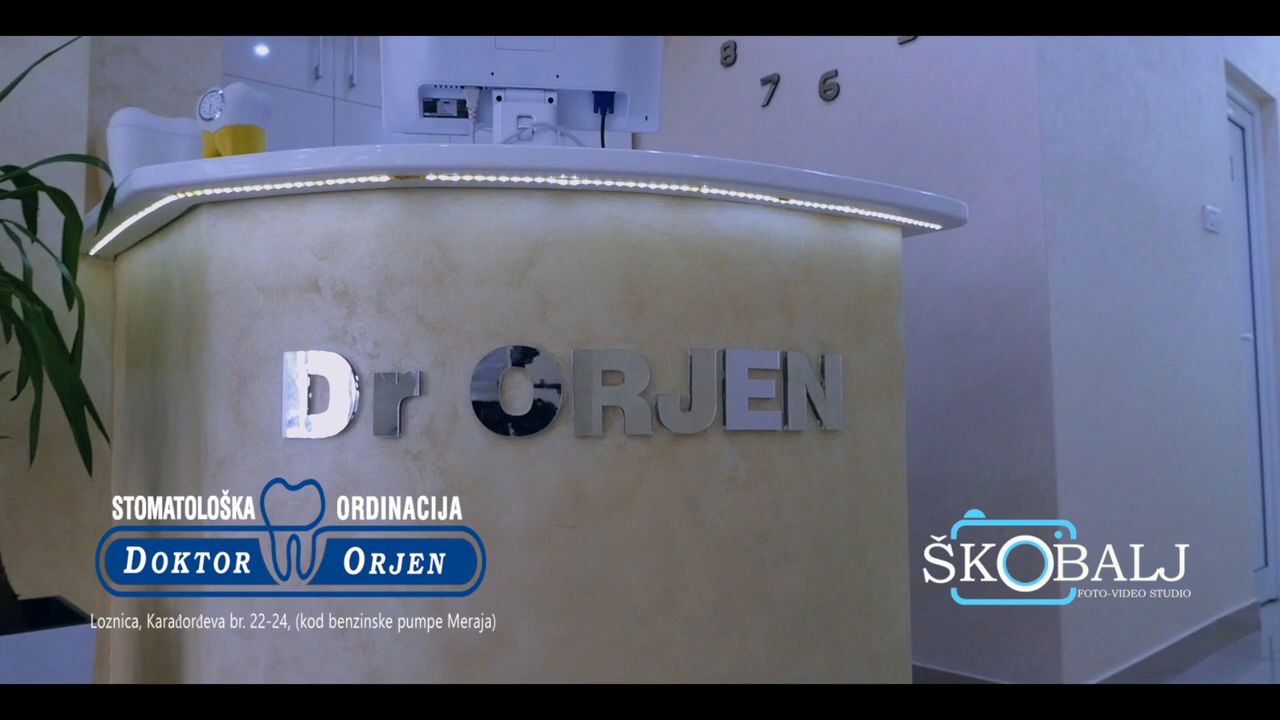 8
7
6
Dr ORJEN
STOMATOLOŠKA ORDINACIJA
DOKTOR ORJEN
Loznica, Karađorđeva br. 22-24, (kod benzinske pumpe Meraja)
ŠKOBALJ
FOTO-VIDEO STUDIO